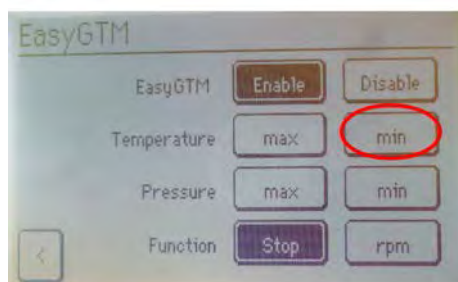 EasyGTM
EasyGTM Enable Disable
Temperature max min
Pressure max min
< Function Stop rpm